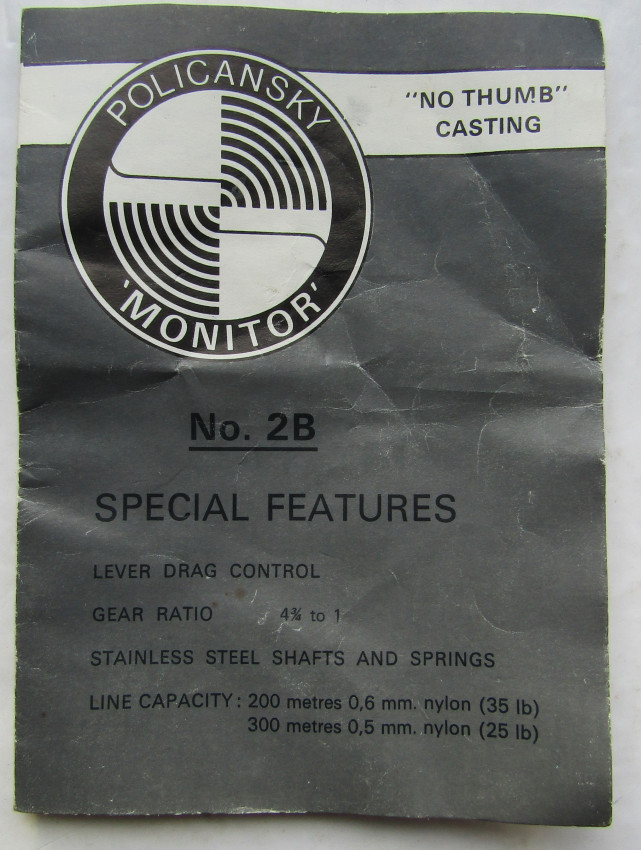 POLICANSKY
'MONITOR'
"NO THUMB"
CASTING
No. 2B
SPECIAL FEATURES
LEVER DRAG CONTROL
GEAR RATIO 4¾ to 1
STAINLESS STEEL SHAFTS AND SPRINGS
LINE CAPACITY: 200 metres 0,6 mm. nylon (35 lb)
300 metres 0,5 mm. nylon (25 lb)